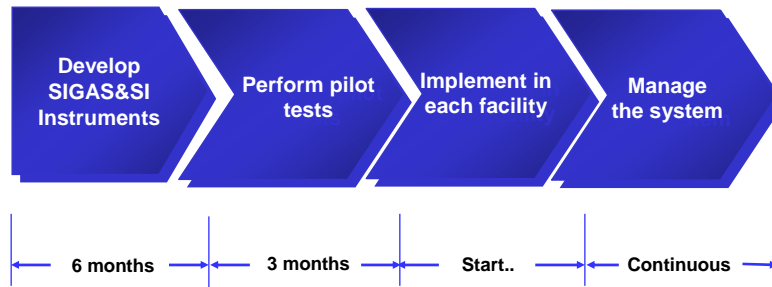 Develop
SIGAS&SI
Instruments
Perform pilot
tests
Implement in
each facility
Manage
the system
6 months
3 months
Start..
Continuous